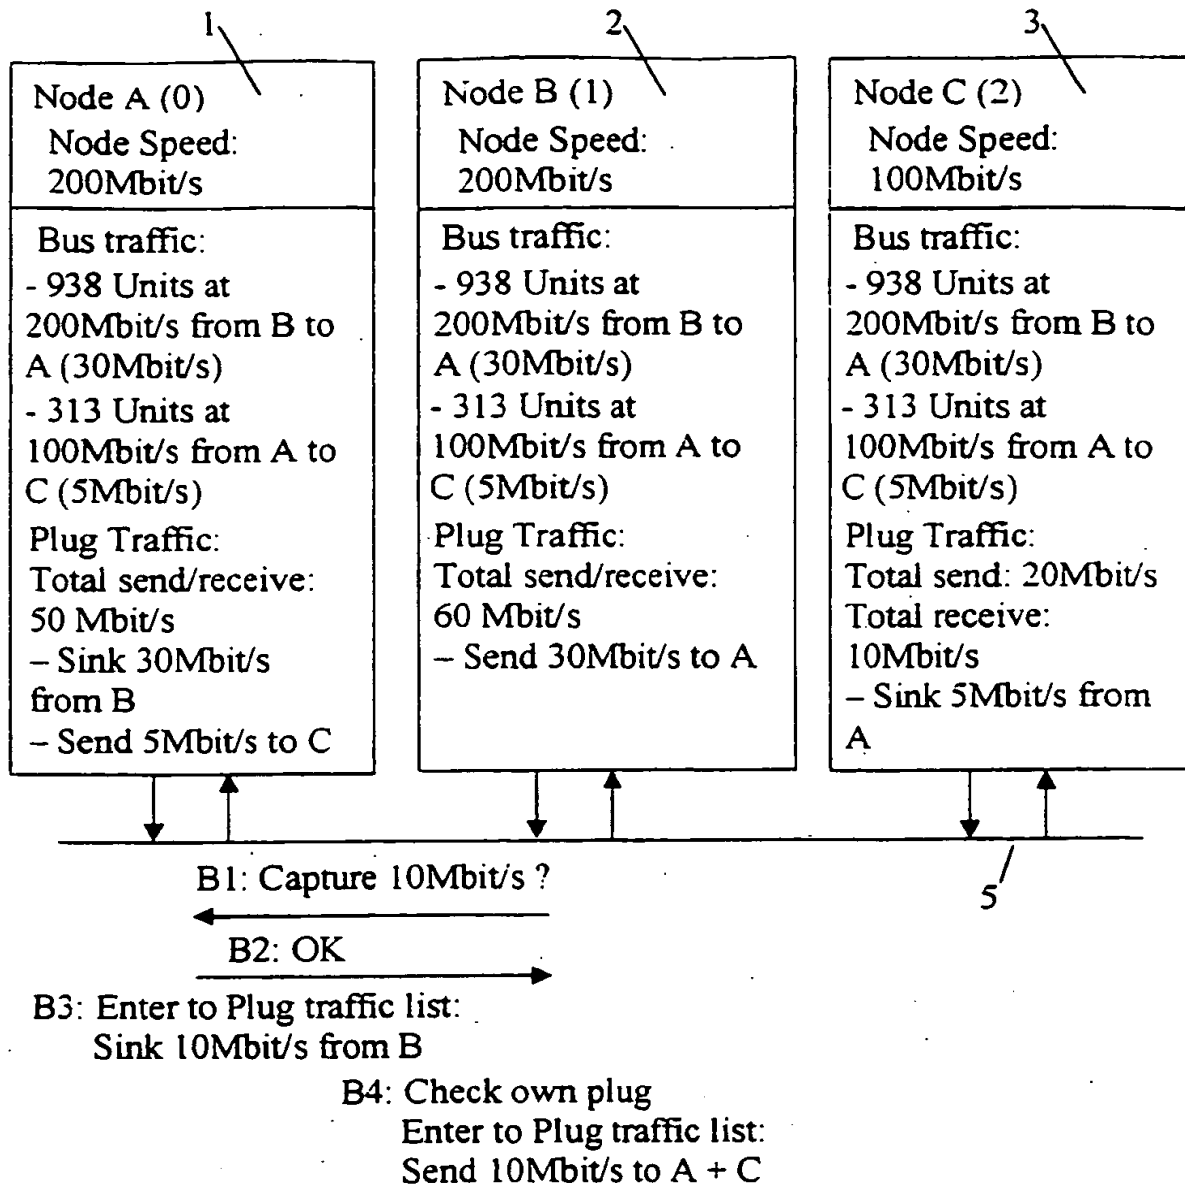 1
2
3
Node A (0)
Node Speed:
200Mbit/s
Bus traffic:
- 938 Units at
200Mbit/s from B to
A (30Mbit/s)
- 313 Units at
100Mbit/s from A to
C (5Mbit/s)
Plug Traffic:
Total send/receive:
50 Mbit/s
– Sink 30Mbit/s
from B
– Send 5Mbit/s to C
Node B (1)
Node Speed:
200Mbit/s
Bus traffic:
- 938 Units at
200Mbit/s from B to
A (30Mbit/s)
- 313 Units at
100Mbit/s from A to
C (5Mbit/s)
Plug Traffic:
Total send/receive:
60 Mbit/s
– Send 30Mbit/s to A
Node C (2)
Node Speed:
100Mbit/s
Bus traffic:
- 938 Units at
200Mbit/s from B to
A (30Mbit/s)
- 313 Units at
100Mbit/s from A to
C (5Mbit/s)
Plug Traffic:
Total send: 20Mbit/s
Total receive:
10Mbit/s
– Sink 5Mbit/s from
A
5
B1: Capture 10Mbit/s ?
B2: OK
B3: Enter to Plug traffic list:
Sink 10Mbit/s from B
B4: Check own plug
Enter to Plug traffic list:
Send 10Mbit/s to A + C